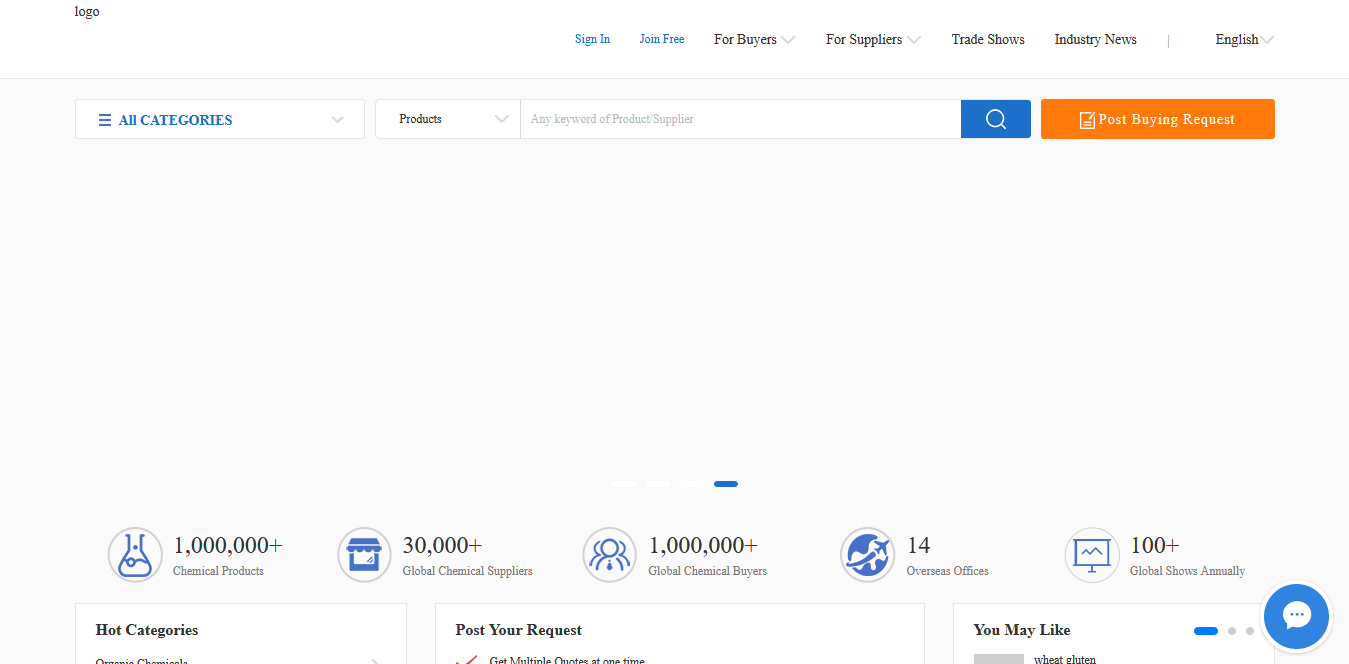 logo
Sign In
Join Free
For Buyers
For Suppliers
Trade Shows
Industry News
|
English
All CATEGORIES
Products
Any keyword of Product/Supplier
Post Buying Request
1,000,000+
Chemical Products
30,000+
Global Chemical Suppliers
1,000,000+
Global Chemical Buyers
14
Overseas Offices
100+
Global Shows Annually
Hot Categories
Organic Chemicals
Post Your Request
Get Multiple Quotes at one time
You May Like
wheat gluten